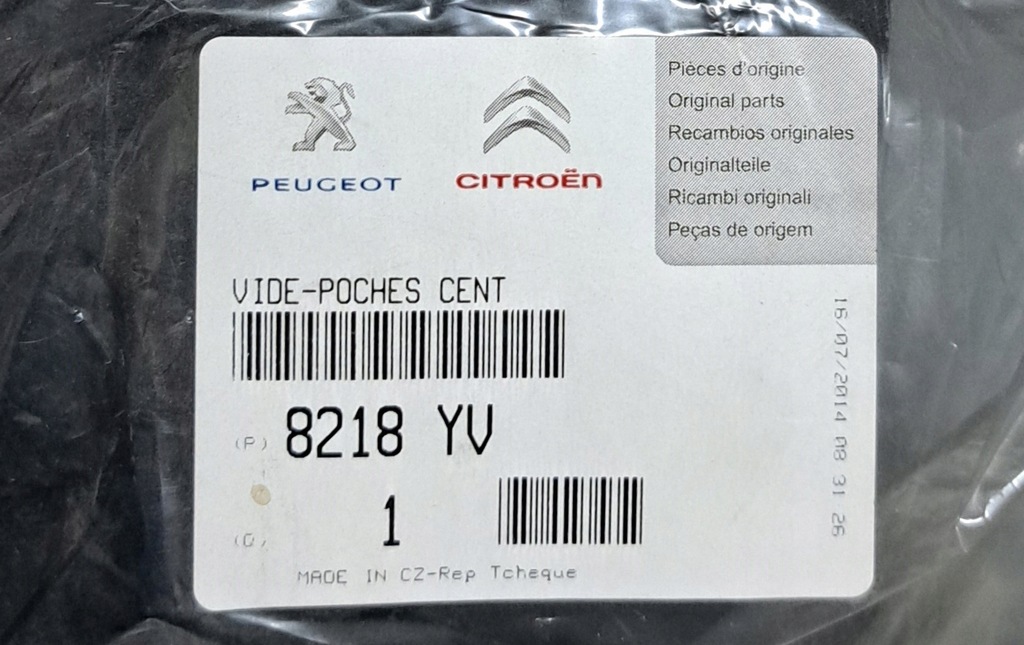 PEUGEOT
CITROËN
Pièces d'origine
Original parts
Recambios originales
Originalteile
Ricambi originali
Peças de origem
VIDE-POCHES CENT
(P) 8218 YV
(Q) 1
MADE IN CZ-Rep Tcheque
16/07/2014 08 31 26